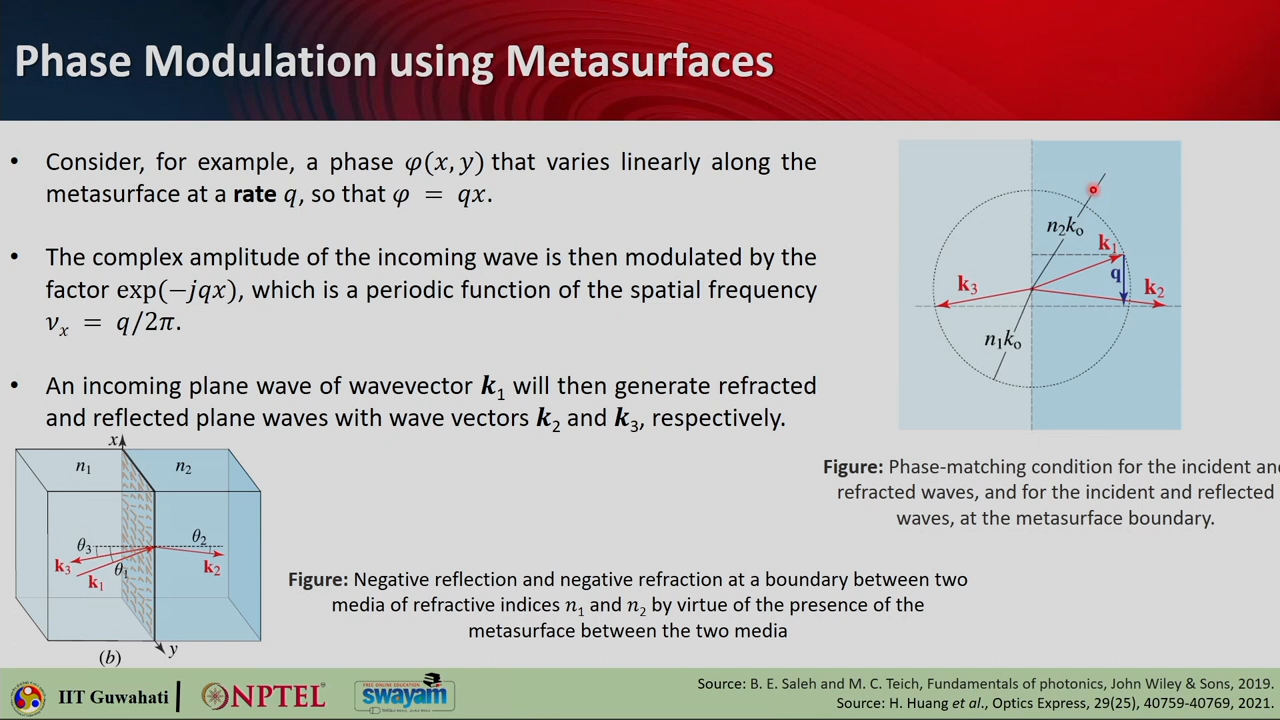 Phase Modulation using Metasurfaces
• Consider, for example, a phase φ(x, y) that varies linearly along the
metasurface at a rate q, so that φ = qx.
• The complex amplitude of the incoming wave is then modulated by the
factor exp(−jqx), which is a periodic function of the spatial frequency
ν_x = q/2π.
• An incoming plane wave of wavevector k₁ will then generate refracted
and reflected plane waves with wave vectors k₂ and k₃, respectively.
n₂kₒ
k₁
q
k₃
k₂
n₁kₒ
Figure: Phase-matching condition for the incident and
refracted waves, and for the incident and reflected
waves, at the metasurface boundary.
x
n₁
n₂
θ₃
θ₂
k₃
θ₁
k₂
k₁
y
(b)
Figure: Negative reflection and negative refraction at a boundary between two
media of refractive indices n₁ and n₂ by virtue of the presence of the
metasurface between the two media
IIT Guwahati
NPTEL
FREE ONLINE EDUCATION
swayam
Source: B. E. Saleh and M. C. Teich, Fundamentals of photonics, John Wiley & Sons, 2019.
Source: H. Huang et al., Optics Express, 29(25), 40759-40769, 2021.